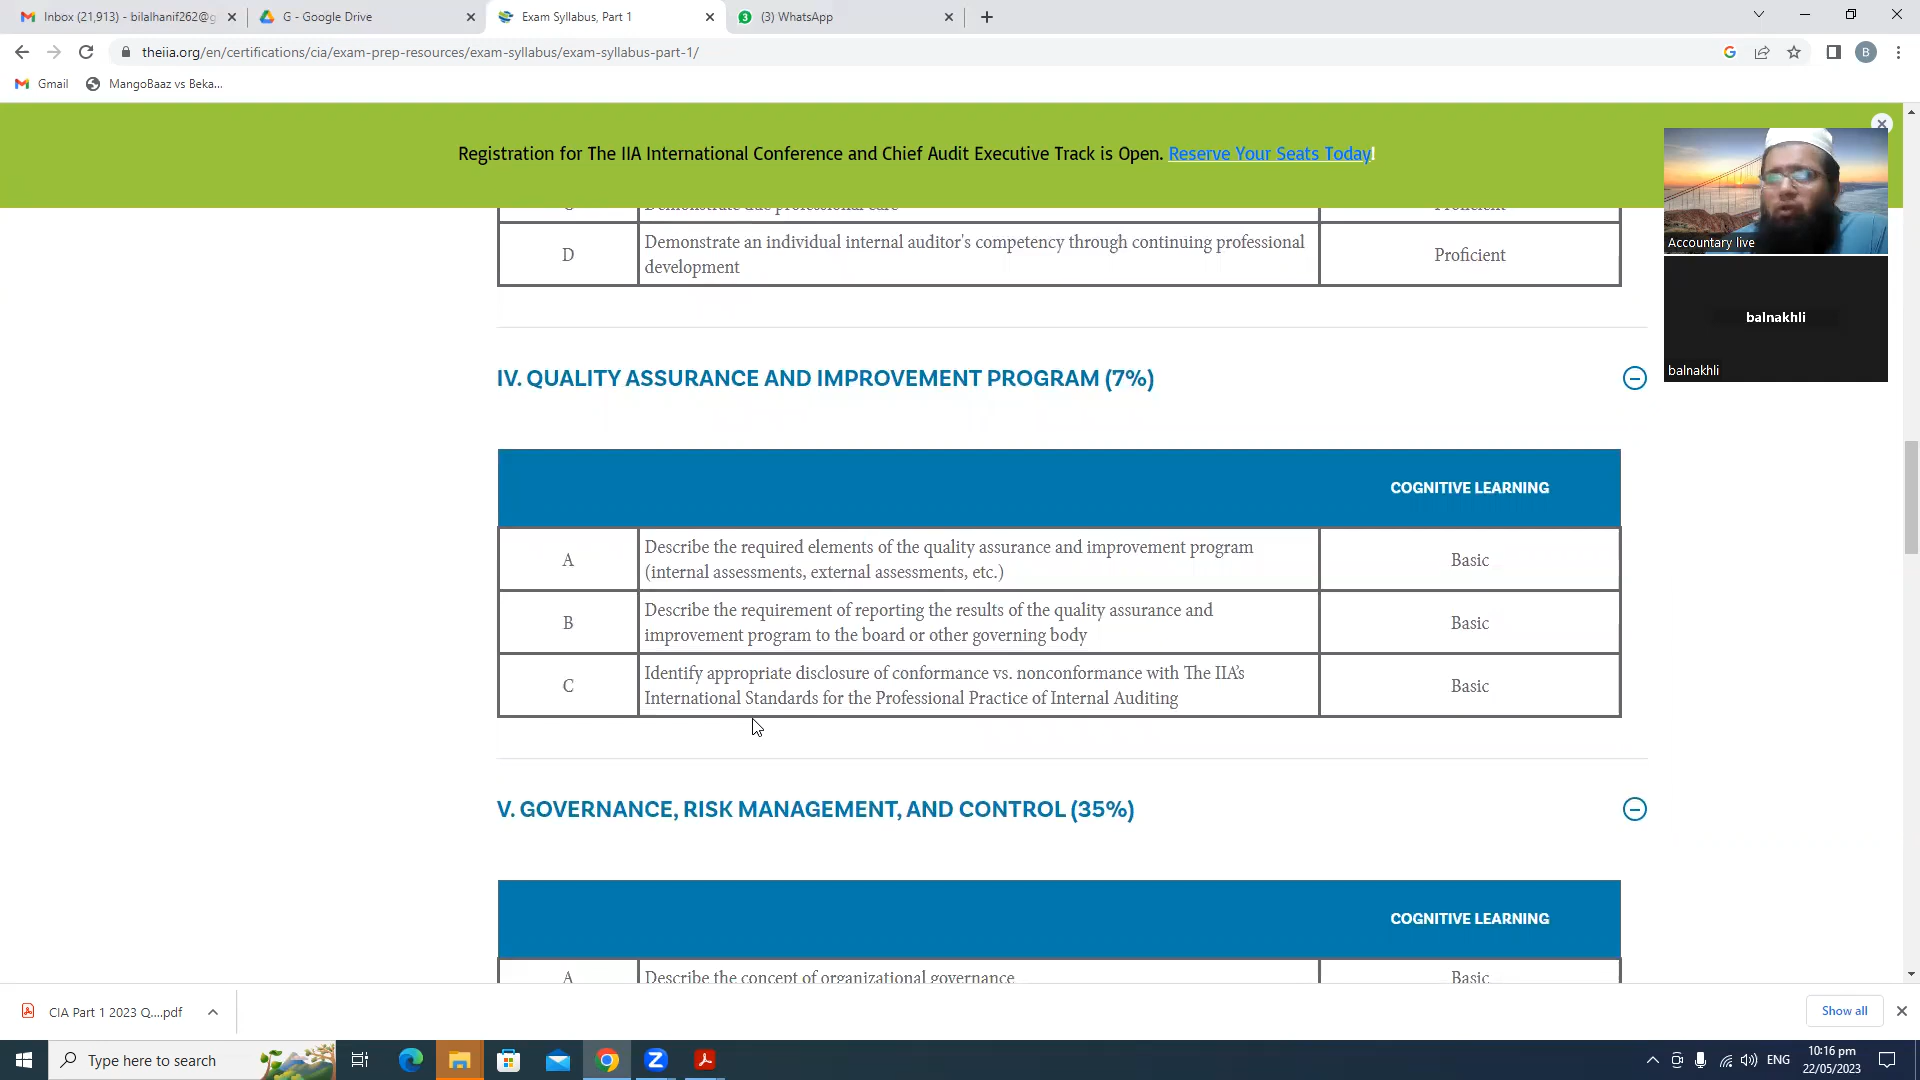 Inbox (21,913) - bilalhanif262@g
G - Google Drive
Exam Syllabus, Part 1
(3) WhatsApp
theiia.org/en/certifications/cia/exam-prep-resources/exam-syllabus/exam-syllabus-part-1/
B
Gmail
MangoBaaz vs Beka...
Registration for The IIA International Conference and Chief Audit Executive Track is Open. Reserve Your Seats Today!
Accountary live
balnakhli
balnakhli
C
Demonstrate due professional care
Proficient
D
Demonstrate an individual internal auditor's competency through continuing professional
development
Proficient
IV. QUALITY ASSURANCE AND IMPROVEMENT PROGRAM (7%)
COGNITIVE LEARNING
A
Describe the required elements of the quality assurance and improvement program
(internal assessments, external assessments, etc.)
Basic
B
Describe the requirement of reporting the results of the quality assurance and
improvement program to the board or other governing body
Basic
C
Identify appropriate disclosure of conformance vs. nonconformance with The IIA's
International Standards for the Professional Practice of Internal Auditing
Basic
V. GOVERNANCE, RISK MANAGEMENT, AND CONTROL (35%)
COGNITIVE LEARNING
A
Describe the concept of organizational governance
Basic
CIA Part 1 2023 Q....pdf
Show all
Type here to search
ENG
10:16 pm
22/05/2023